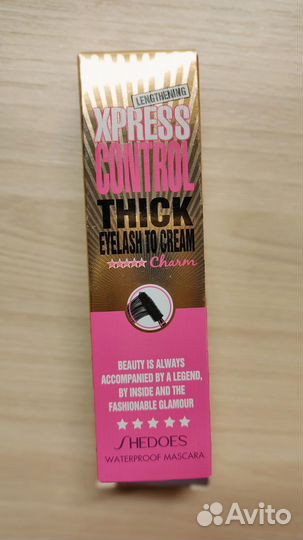 LENGTHENING
XPRESS
CONTROL
THICK
EYELASH TO CREAM
Charm
BEAUTY IS ALWAYS
ACCOMPANIED BY A LEGEND,
BY INSIDE AND THE
FASHIONABLE GLAMOUR
SHEDOES
WATERPROOF MASCARA
Avito